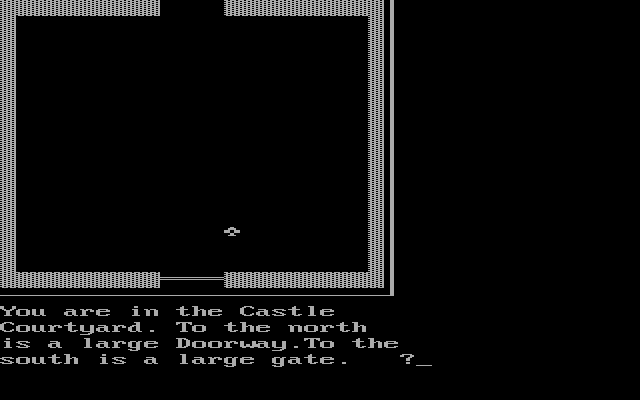 You are in the Castle
Courtyard. To the north
is a large Doorway.To the
south is a large gate.   ?_